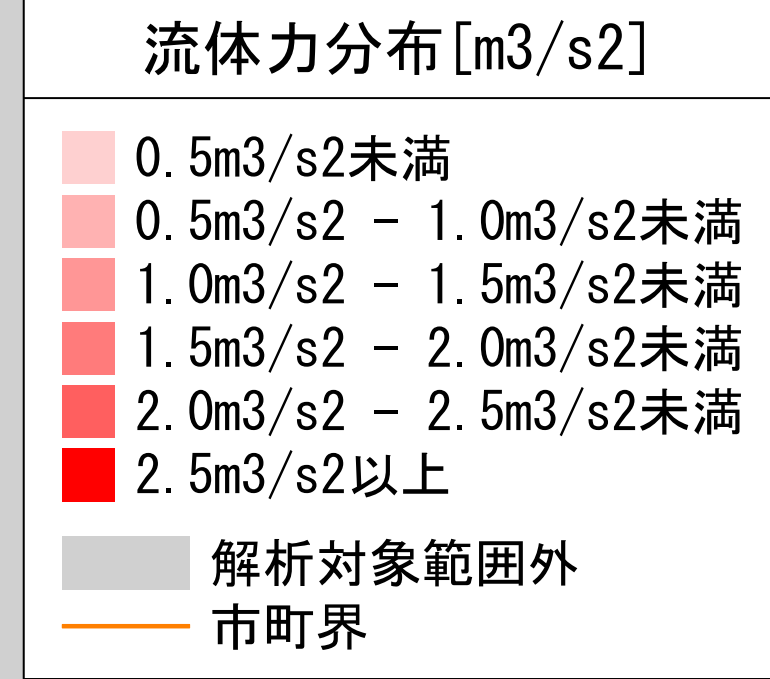 流体力分布[m3/s2]
0.5m3/s2未満
0.5m3/s2 - 1.0m3/s2未満
1.0m3/s2 - 1.5m3/s2未満
1.5m3/s2 - 2.0m3/s2未満
2.0m3/s2 - 2.5m3/s2未満
2.5m3/s2以上
解析対象範囲外
市町界